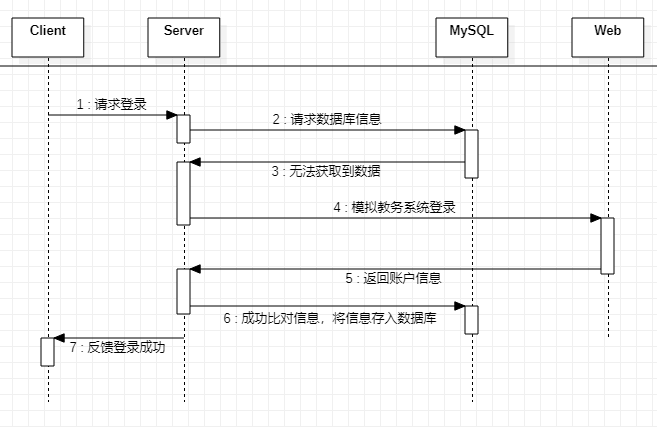 Client
Server
MySQL
Web
1 : 请求登录
2 : 请求数据库信息
3 : 无法获取到数据
4 : 模拟教务系统登录
5 : 返回账户信息
6 : 成功比对信息，将信息存入数据库
7 : 反馈登录成功